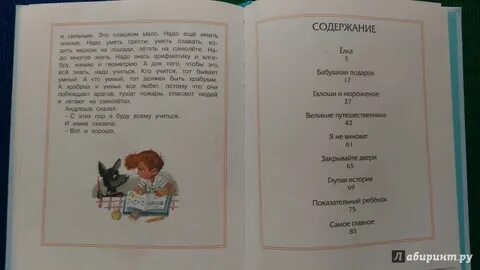 и сильным. Это слишком мало. Надо ещё иметь
знания. Надо уметь грести, уметь плавать, ез-
дить верхом на лошади, летать на самолёте. На-
до многое знать. Надо знать арифметику и алге-
бру, химию и геометрию. А для того, чтобы это
всё знать, надо учиться. Кто учится, тот бывает
умный. А кто умный, тот должен быть храбрым.
А храбрых и умных все любят, потому что они
побеждают врагов, тушат пожары, спасают людей
и летают на самолётах.
Андрюша сказал:
– С этих пор я буду всему учиться.
И мама сказала:
– Вот и хорошо.
СОДЕРЖАНИЕ
Ёлка
5
Бабушкин подарок
17
Галоши и мороженое
27
Великие путешественники
43
Я не виноват
61
Закрывайте двери
65
Глупая история
69
Показательный ребёнок
75
Самое главное
85
Лабиринт.ру